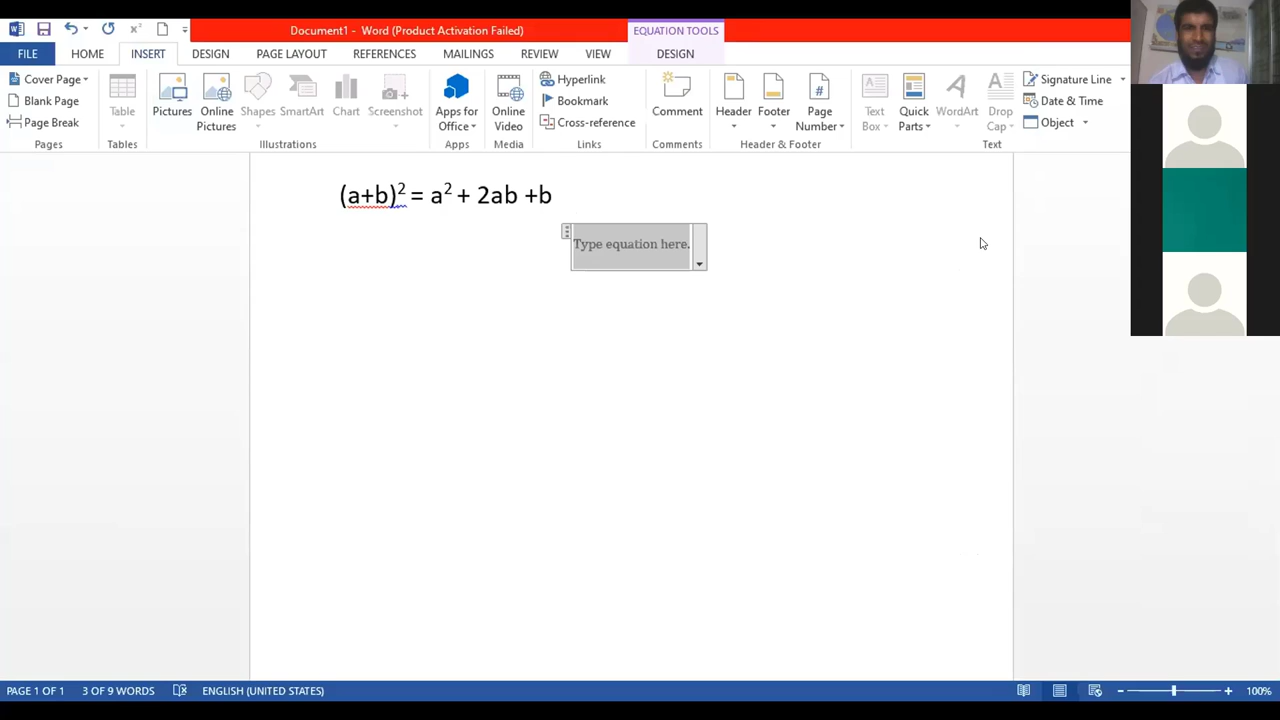 Document1 - Word (Product Activation Failed)
EQUATION TOOLS
FILE HOME INSERT DESIGN PAGE LAYOUT REFERENCES MAILINGS REVIEW VIEW DESIGN
Cover Page
Blank Page
Page Break
Pages
Table
Tables
Pictures
Online Pictures
Shapes
SmartArt
Chart
Screenshot
Illustrations
Apps for Office
Apps
Online Video
Media
Hyperlink
Bookmark
Cross-reference
Links
Comment
Comments
Header
Footer
Page Number
Header & Footer
Text Box
Quick Parts
WordArt
Drop Cap
Signature Line
Date & Time
Object
Text
(a+b)² = a² + 2ab +b
Type equation here.
PAGE 1 OF 1 3 OF 9 WORDS ENGLISH (UNITED STATES) 100%